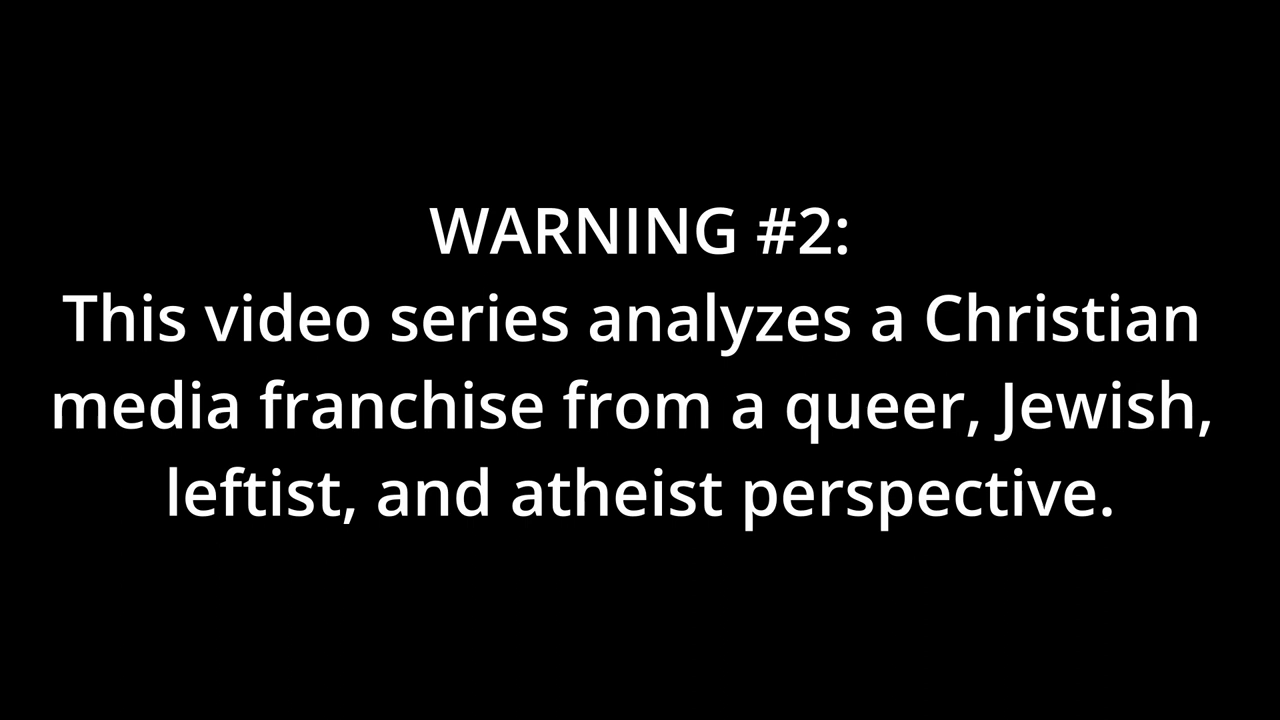 WARNING #2:
This video series analyzes a Christian
media franchise from a queer, Jewish,
leftist, and atheist perspective.